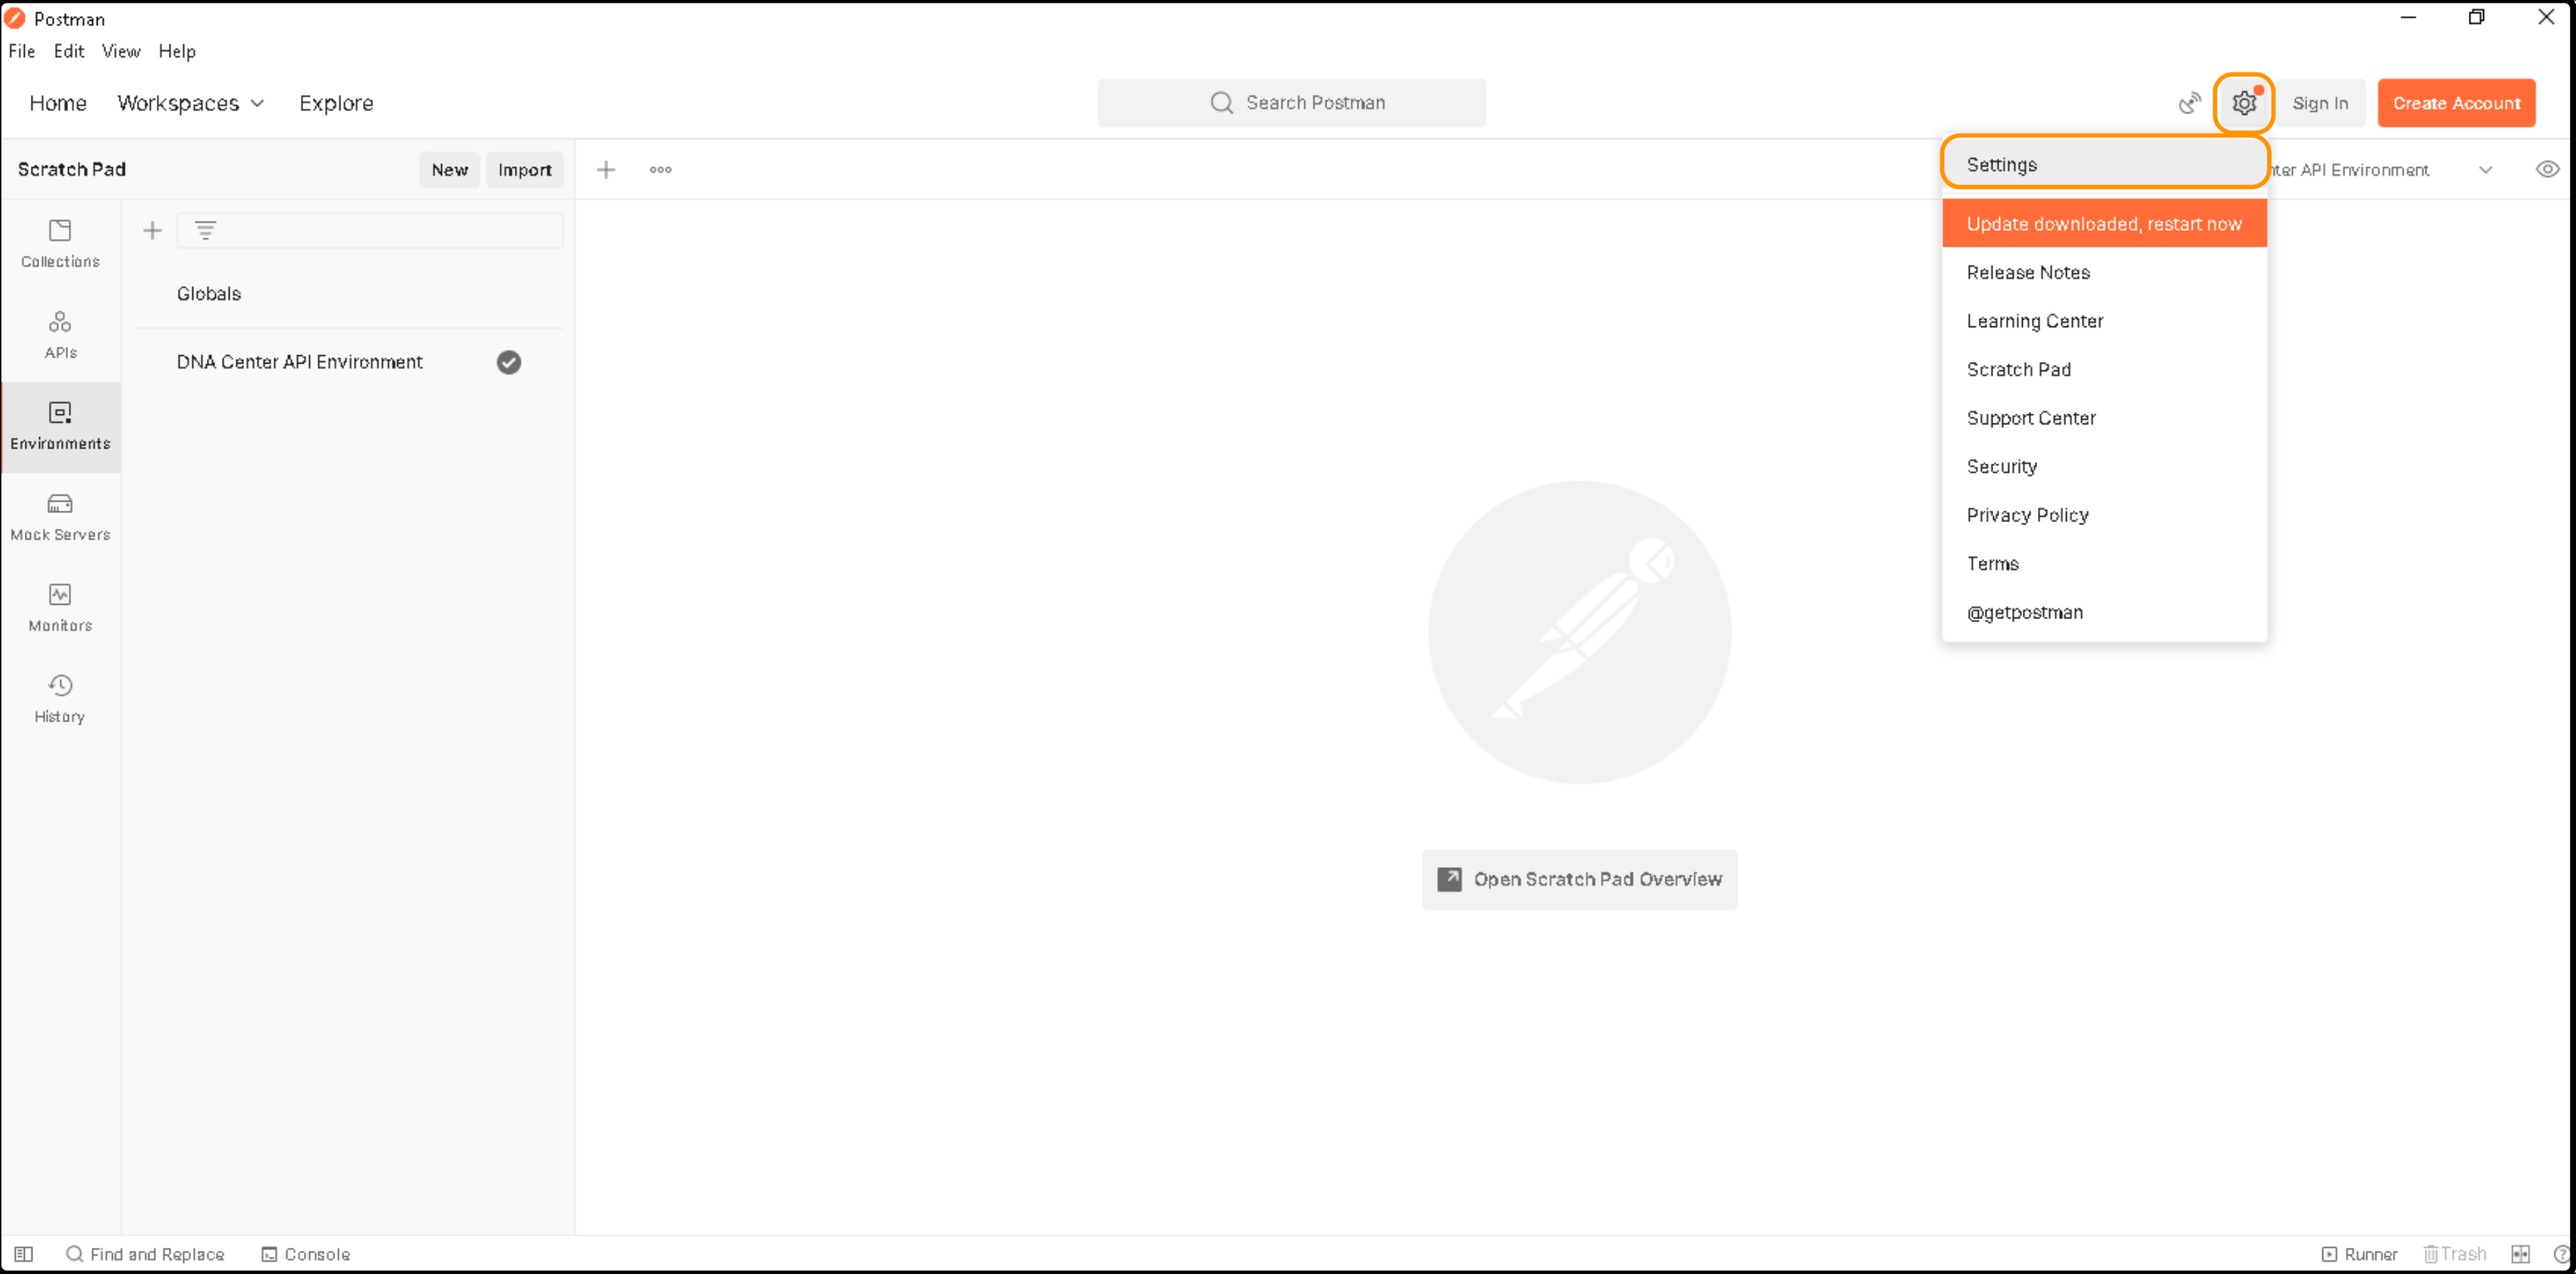 Postman
File Edit View Help
Home Workspaces Explore
Search Postman
Sign In
Create Account
Scratch Pad
New Import
Settings
nter API Environment
Update downloaded, restart now
Release Notes
Learning Center
Scratch Pad
Support Center
Security
Privacy Policy
Terms
@getpostman
Collections
APIs
Environments
Mock Servers
Monitors
History
Globals
DNA Center API Environment
Open Scratch Pad Overview
Find and Replace
Console
Runner
Trash